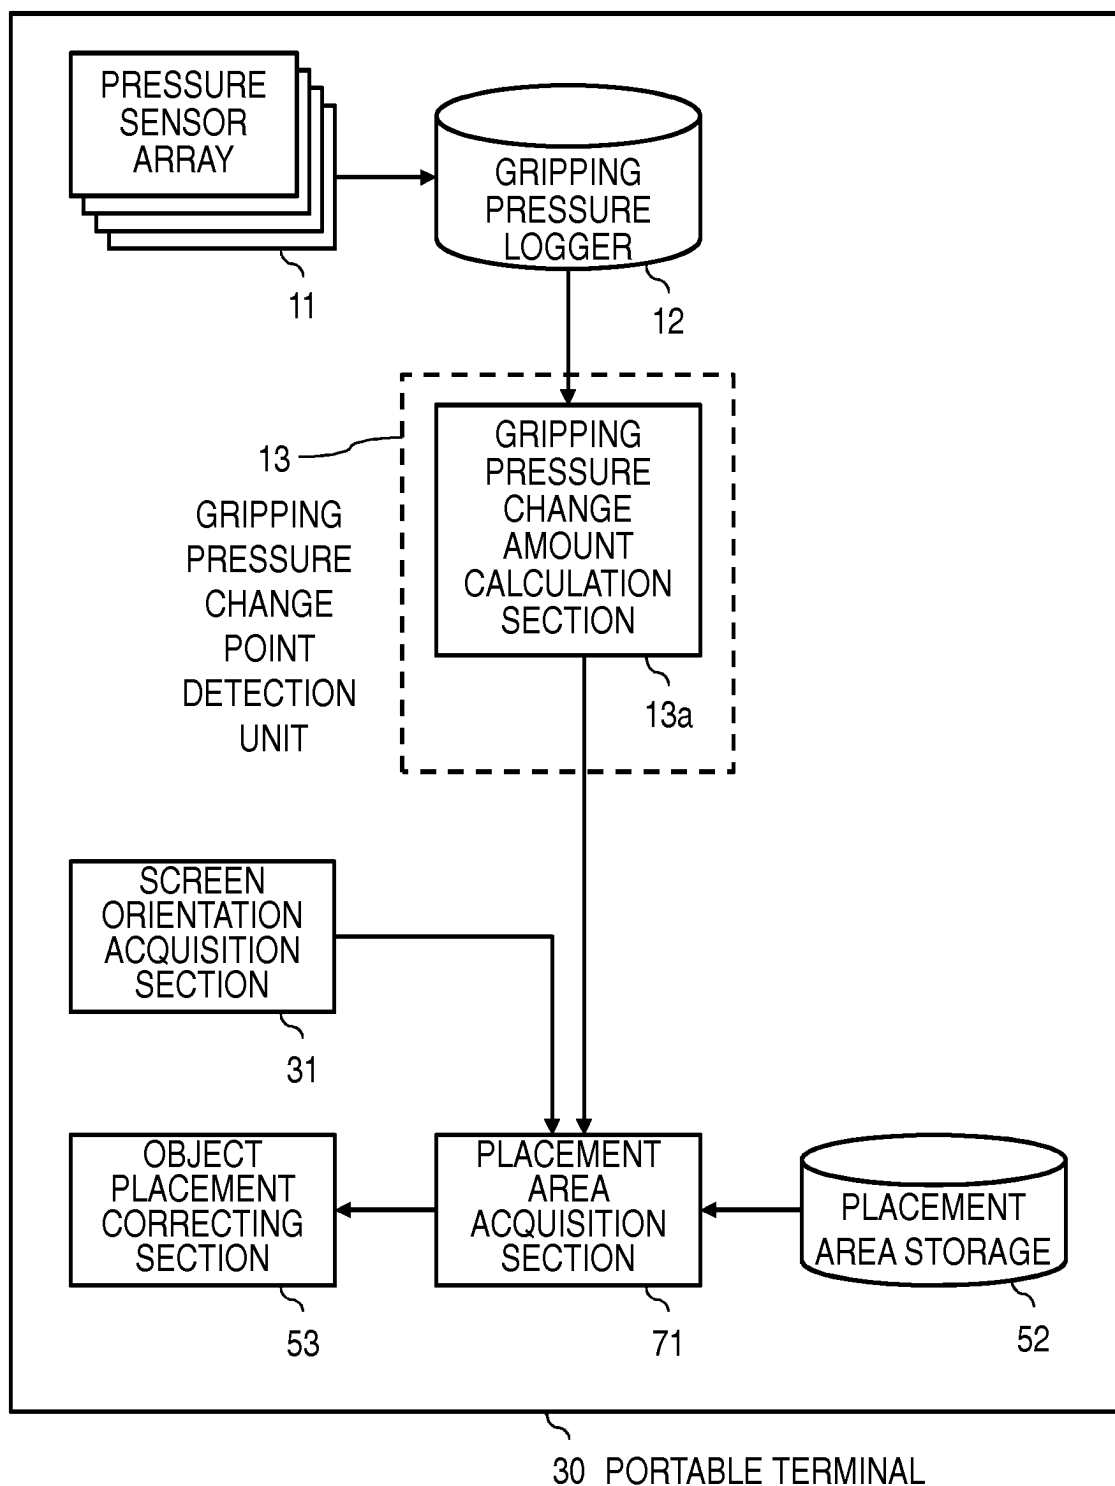 PRESSURE
SENSOR
ARRAY
11
GRIPPING
PRESSURE
LOGGER
12
13
GRIPPING
PRESSURE
CHANGE
POINT
DETECTION
UNIT
GRIPPING
PRESSURE
CHANGE
AMOUNT
CALCULATION
SECTION
13a
SCREEN
ORIENTATION
ACQUISITION
SECTION
31
OBJECT
PLACEMENT
CORRECTING
SECTION
53
PLACEMENT
AREA
ACQUISITION
SECTION
71
PLACEMENT
AREA STORAGE
52
30 PORTABLE TERMINAL